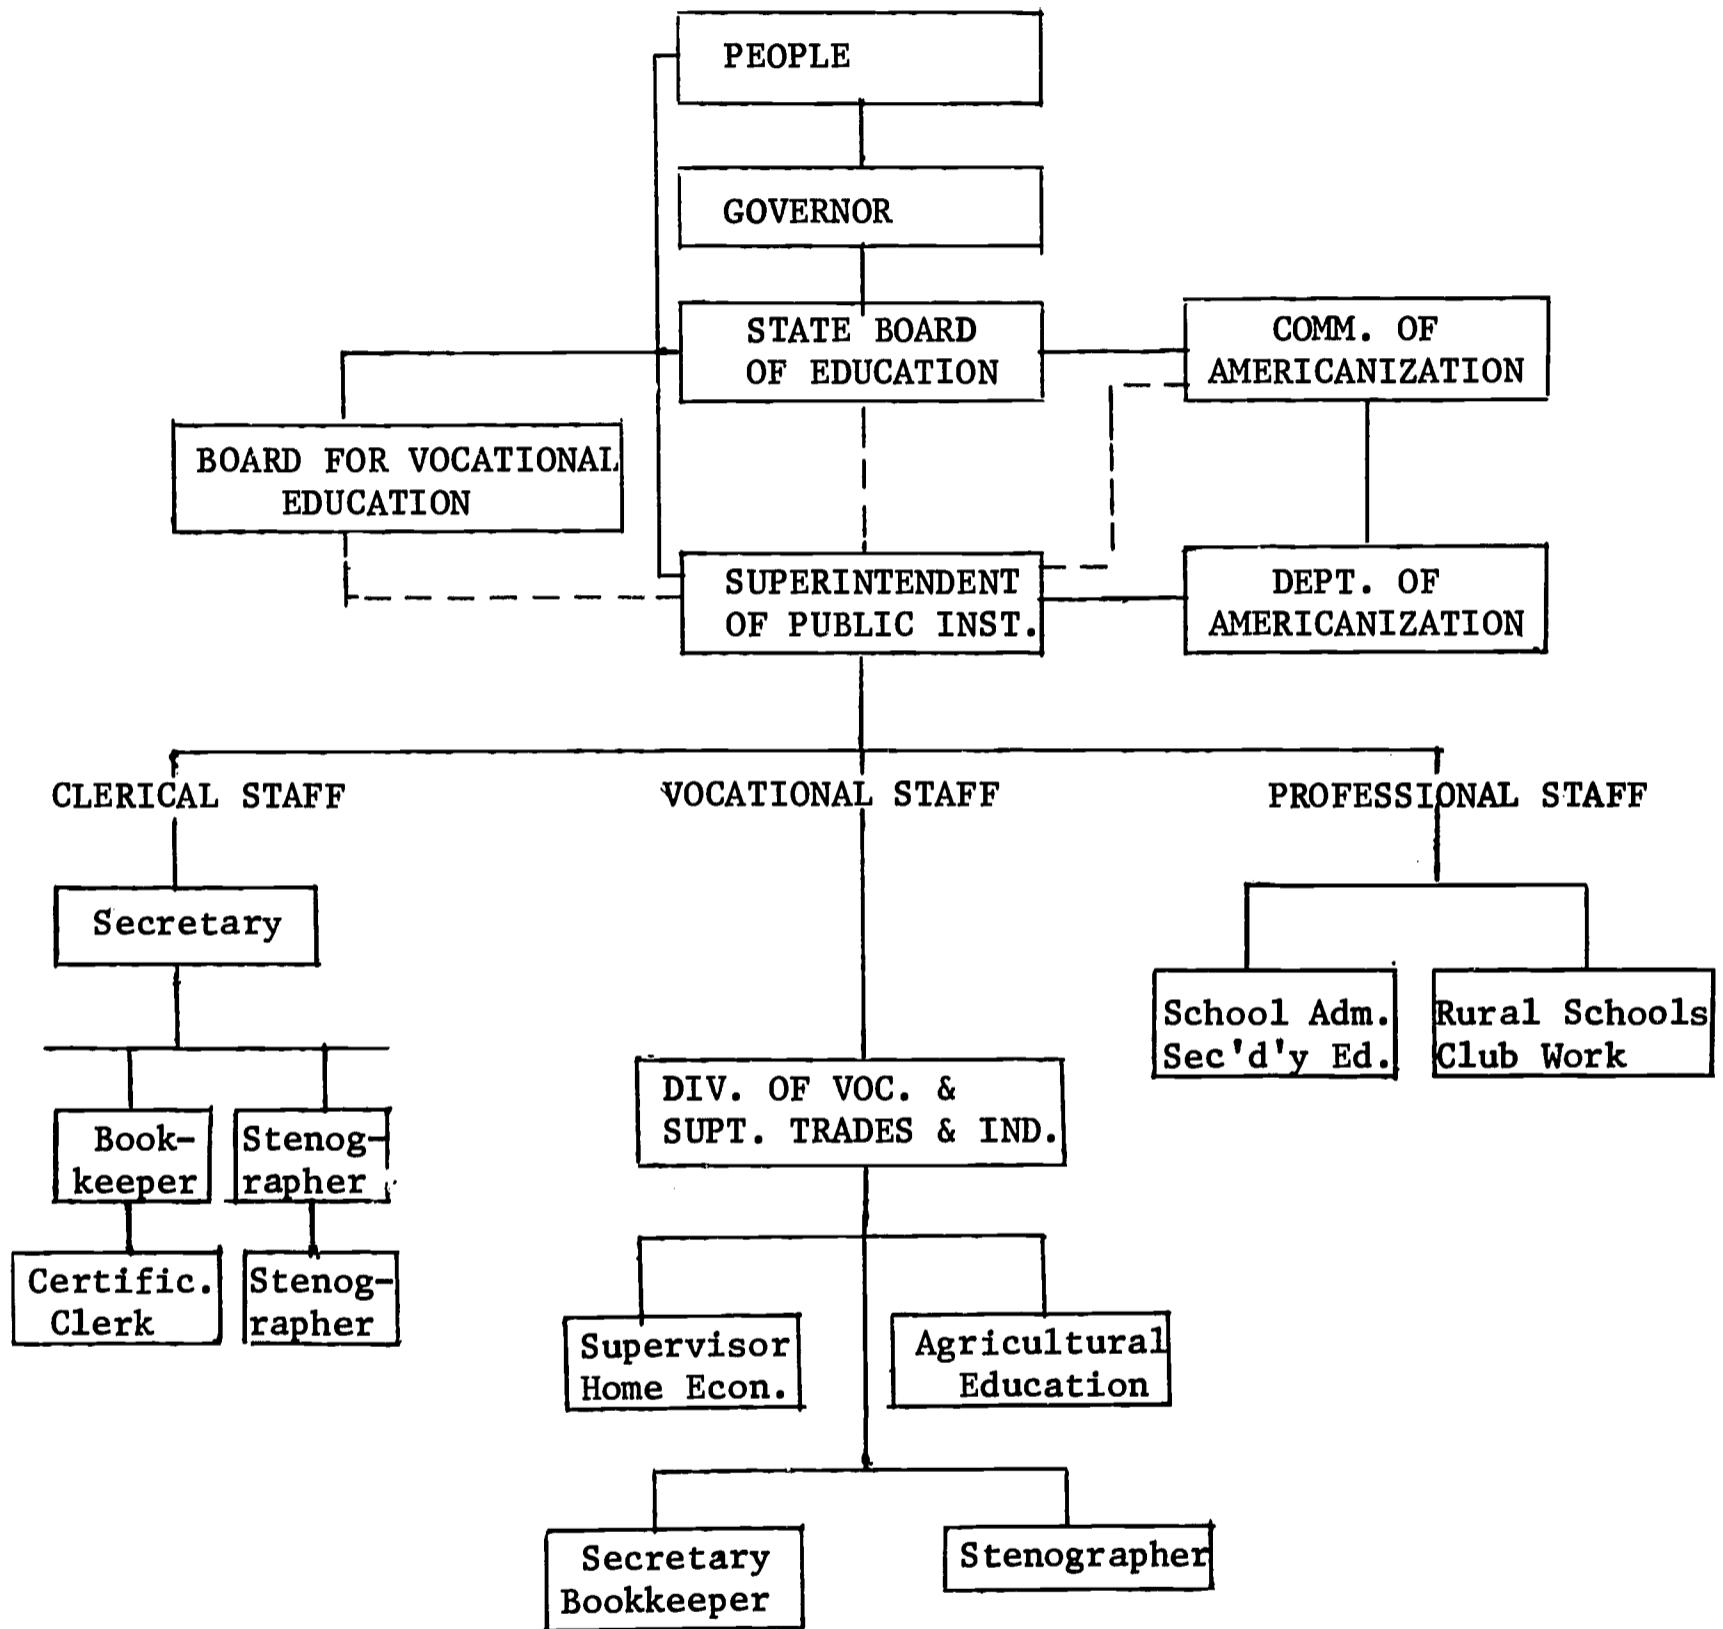 PEOPLE
GOVERNOR
STATE BOARD
OF EDUCATION
COMM. OF
AMERICANIZATION
BOARD FOR VOCATIONAL
EDUCATION
SUPERINTENDENT
OF PUBLIC INST.
DEPT. OF
AMERICANIZATION
CLERICAL STAFF
VOCATIONAL STAFF
PROFESSIONAL STAFF
Secretary
School Adm.
Sec'd'y Ed.
Rural Schools
Club Work
DIV. OF VOC. &
SUPT. TRADES & IND.
Book-
keeper
Stenog-
rapher
Certific.
Clerk
Stenog-
rapher
Supervisor
Home Econ.
Agricultural
Education
Secretary
Bookkeeper
Stenographer